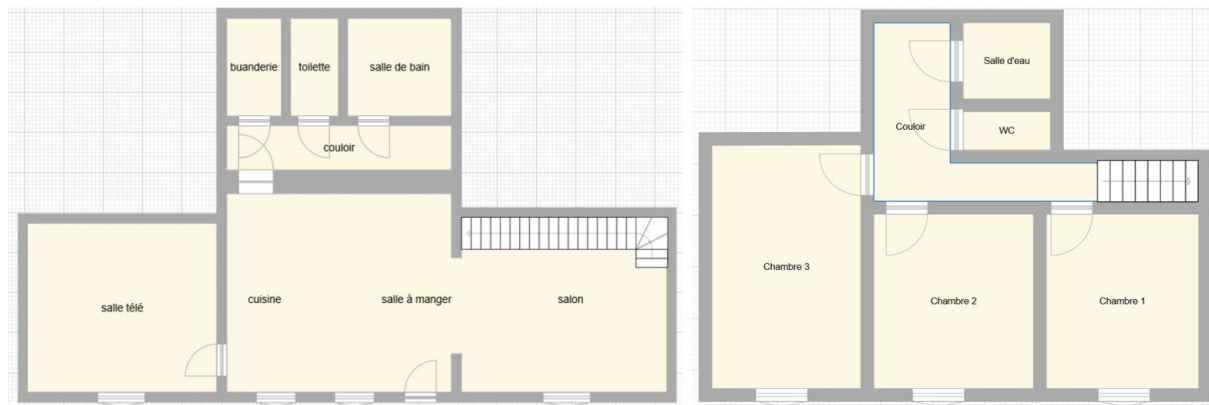 buanderie
toilette
salle de bain
couloir
salle télé
cuisine
salle à manger
salon
Salle d'eau
Couloir
WC
Chambre 3
Chambre 2
Chambre 1